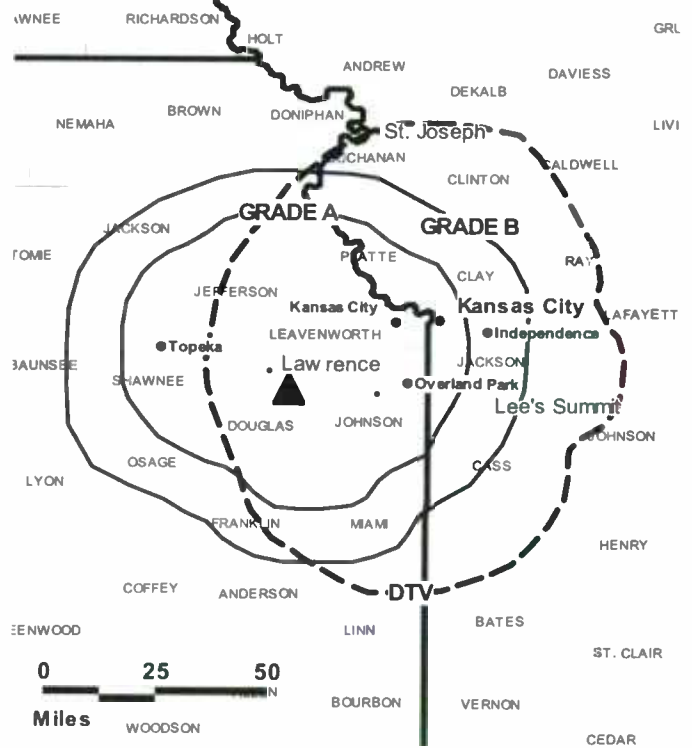 RICHARDSON
HOLT
ANDREW
DAVIESS
DEKALB
BROWN
DONIPHAN
NEMAHA
LIVI
St. Joseph
CHANAN
CALDWELL
CLINTON
GRADE A
GRADE B
JACKSON
TOMIE
PLATTE
RAY
CLAY
JEFFERSON
Kansas City
Kansas City
LAFAYETT
LEAVENWORTH
Independence
Topeka
BAUNSEE
Lawrence
JACKSON
SHAWNEE
Overland Park
Lee's Summit
DOUGLAS
JOHNSON
JOHNSON
OSAGE
CASS
LYON
FRANKLIN
MIAMI
HENRY
COFFEY
ANDERSON
DTV
EENWOOD
LINN
BATES
ST. CLAIR
0 25 50
Miles
BOURBON
VERNON
WOODSON
CEDAR